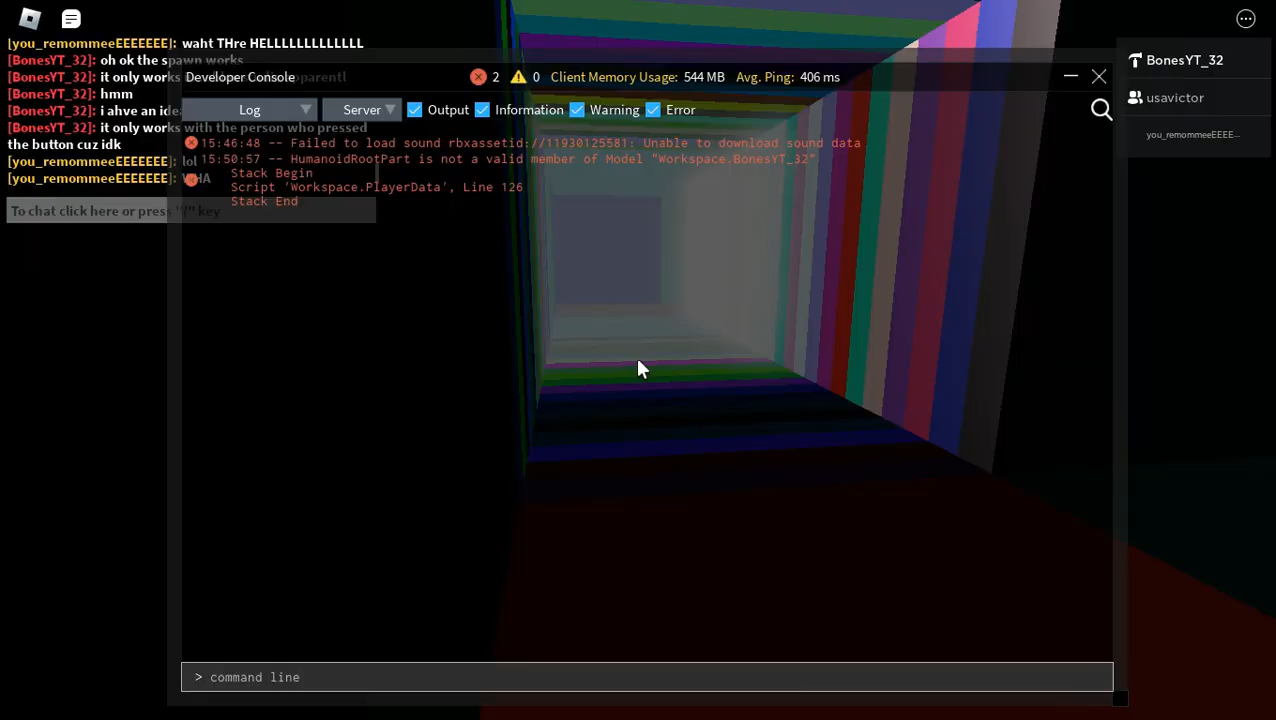 [you_remommeeEEEEEEE]: waht THre HELLLLLLLLLLLLL
[BonesYT_32]: oh ok the spawn works
[BonesYT_32]: it only works
[BonesYT_32]: hmm
[BonesYT_32]: i ahve an idea
[BonesYT_32]: it only works with the person who pressed
the button cuz idk
[you_remommeeEEEEEEE]: lol
[you_remommeeEEEEEEE]:
To chat click here or press "/" key
Developer Console
2
0
Client Memory Usage: 544 MB
Avg. Ping: 406 ms
Log
Server
Output
Information
Warning
Error
15:46:48 -- Failed to load sound rbxassetid://11930125581: Unable to download sound data
15:50:57 -- HumanoidRootPart is not a valid member of Model "Workspace.BonesYT_32"
Stack Begin
Script 'Workspace.PlayerData', Line 126
Stack End
> command line
BonesYT_32
usavictor
you_remommeeEEEE...